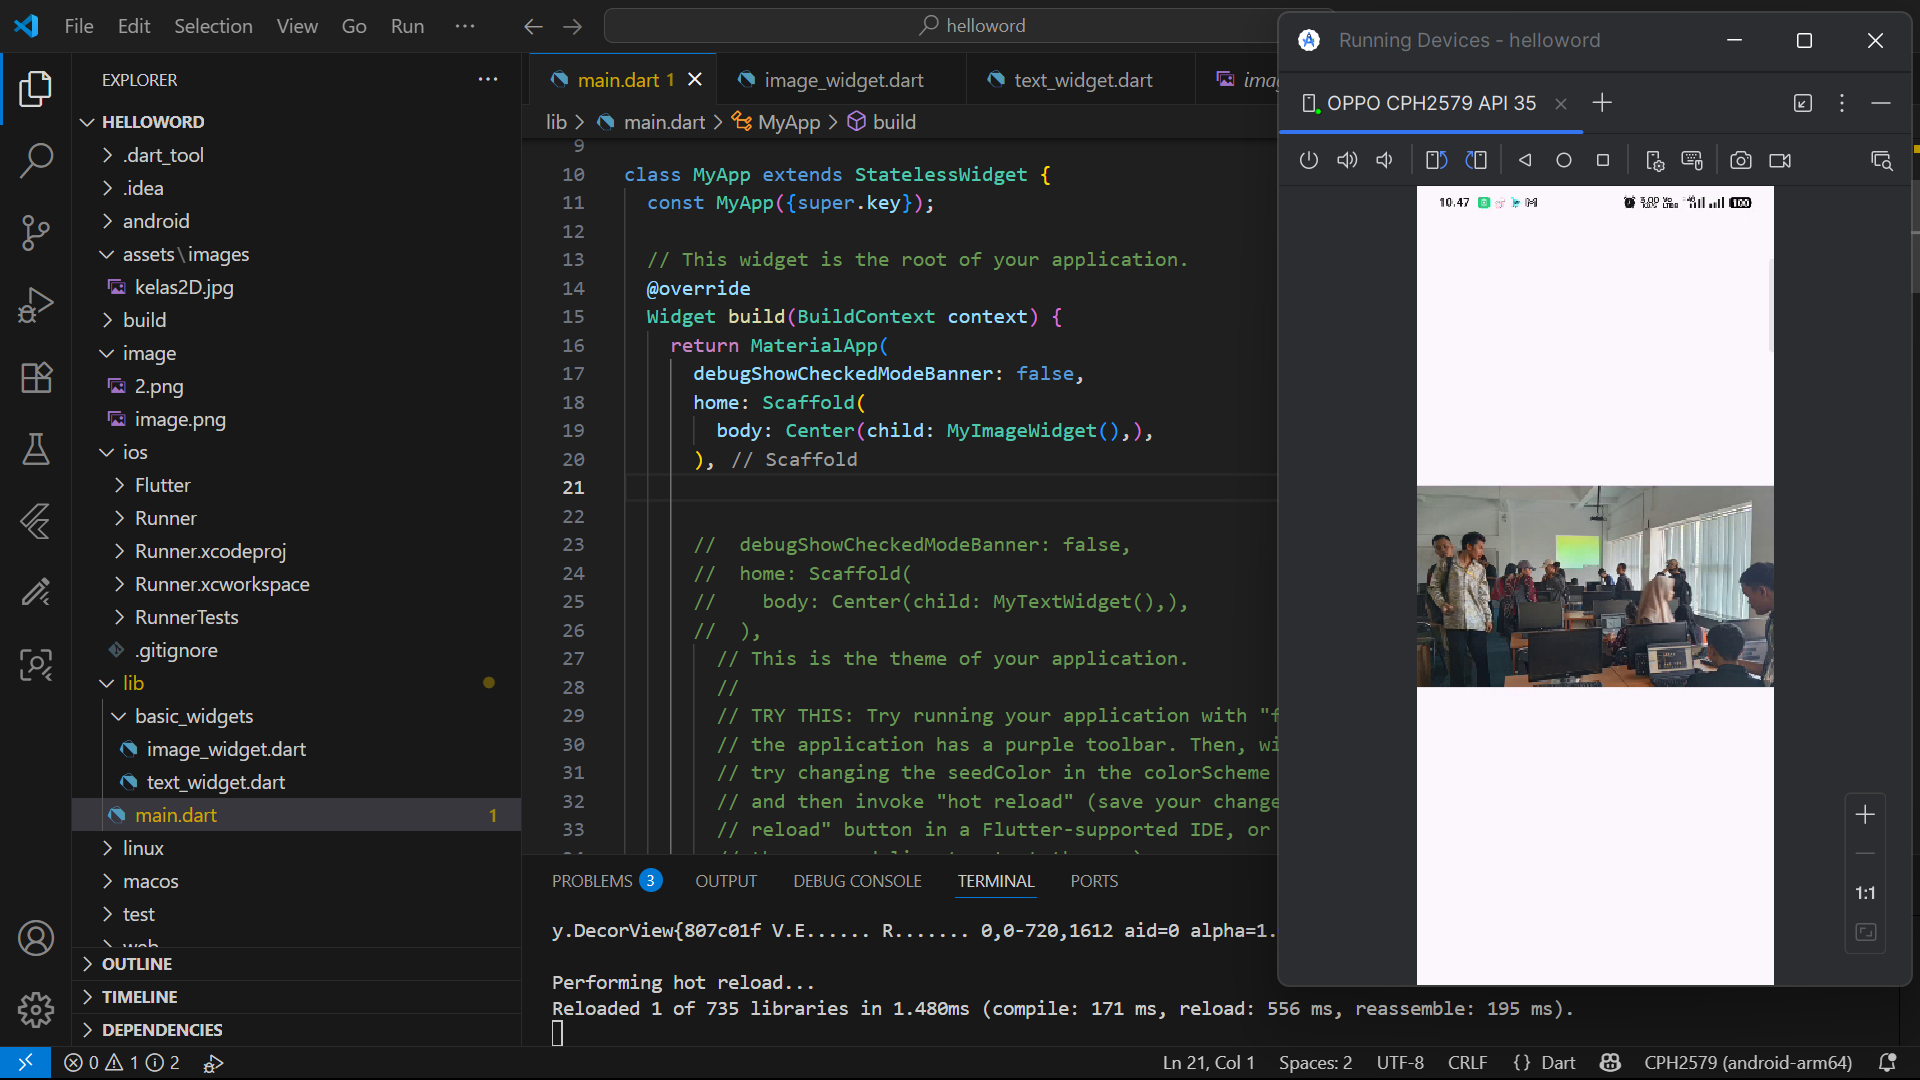 File Edit Selection View Go Run ··· helloword
EXPLORER ···
HELLOWORD
.dart_tool
.idea
android
assets\images
kelas2D.jpg
build
image
2.png
image.png
ios
Flutter
Runner
Runner.xcodeproj
Runner.xcworkspace
RunnerTests
.gitignore
lib
basic_widgets
image_widget.dart
text_widget.dart
main.dart 1
linux
macos
test
OUTLINE
TIMELINE
DEPENDENCIES
main.dart 1 image_widget.dart text_widget.dart
lib > main.dart > MyApp > build
9
10 class MyApp extends StatelessWidget {
11 const MyApp({super.key});
12
13 // This widget is the root of your application.
14 @override
15 Widget build(BuildContext context) {
16 return MaterialApp(
17 debugShowCheckedModeBanner: false,
18 home: Scaffold(
19 body: Center(child: MyImageWidget(),),
20 ), // Scaffold
21
22
23 // debugShowCheckedModeBanner: false,
24 // home: Scaffold(
25 // body: Center(child: MyTextWidget(),),
26 // ),
27 // This is the theme of your application.
28 //
29 // TRY THIS: Try running your application with "f
30 // the application has a purple toolbar. Then, wi
31 // try changing the seedColor in the colorScheme
32 // and then invoke "hot reload" (save your change
33 // reload" button in a Flutter-supported IDE, or
PROBLEMS 3 OUTPUT DEBUG CONSOLE TERMINAL PORTS
y.DecorView{807c01f V.E...... R....... 0,0-720,1612 aid=0 alpha=1.
Performing hot reload...
Reloaded 1 of 735 libraries in 1.480ms (compile: 171 ms, reload: 556 ms, reassemble: 195 ms).
Running Devices - helloword
OPPO CPH2579 API 35
10.47 100
1:1
0 1 2 Ln 21, Col 1 Spaces: 2 UTF-8 CRLF {} Dart CPH2579 (android-arm64)